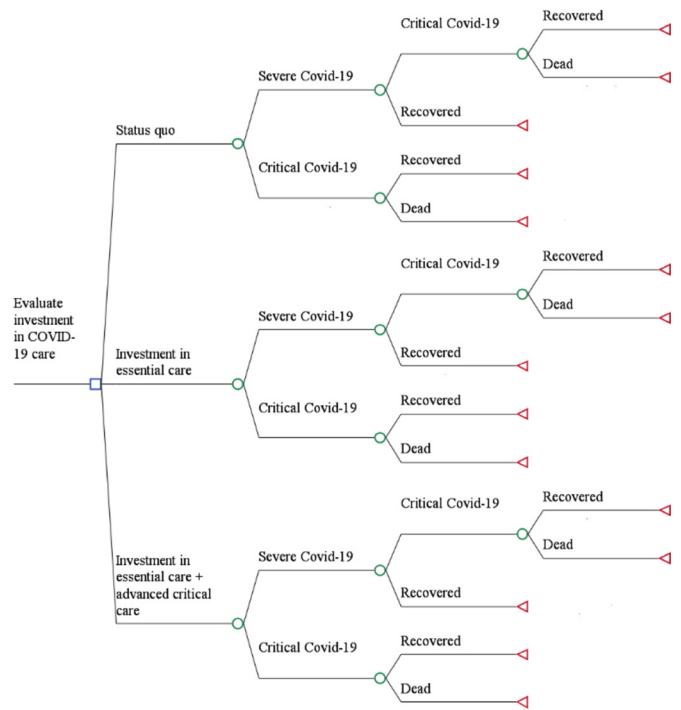 Critical Covid-19
Recovered
Dead
Severe Covid-19
Recovered
Status quo
Critical Covid-19
Recovered
Dead
Evaluate
investment
in COVID-
19 care
Critical Covid-19
Recovered
Dead
Severe Covid-19
Recovered
Investment in
essential care
Critical Covid-19
Recovered
Dead
Critical Covid-19
Recovered
Dead
Severe Covid-19
Recovered
Investment in
essential care +
advanced critical
care
Critical Covid-19
Recovered
Dead